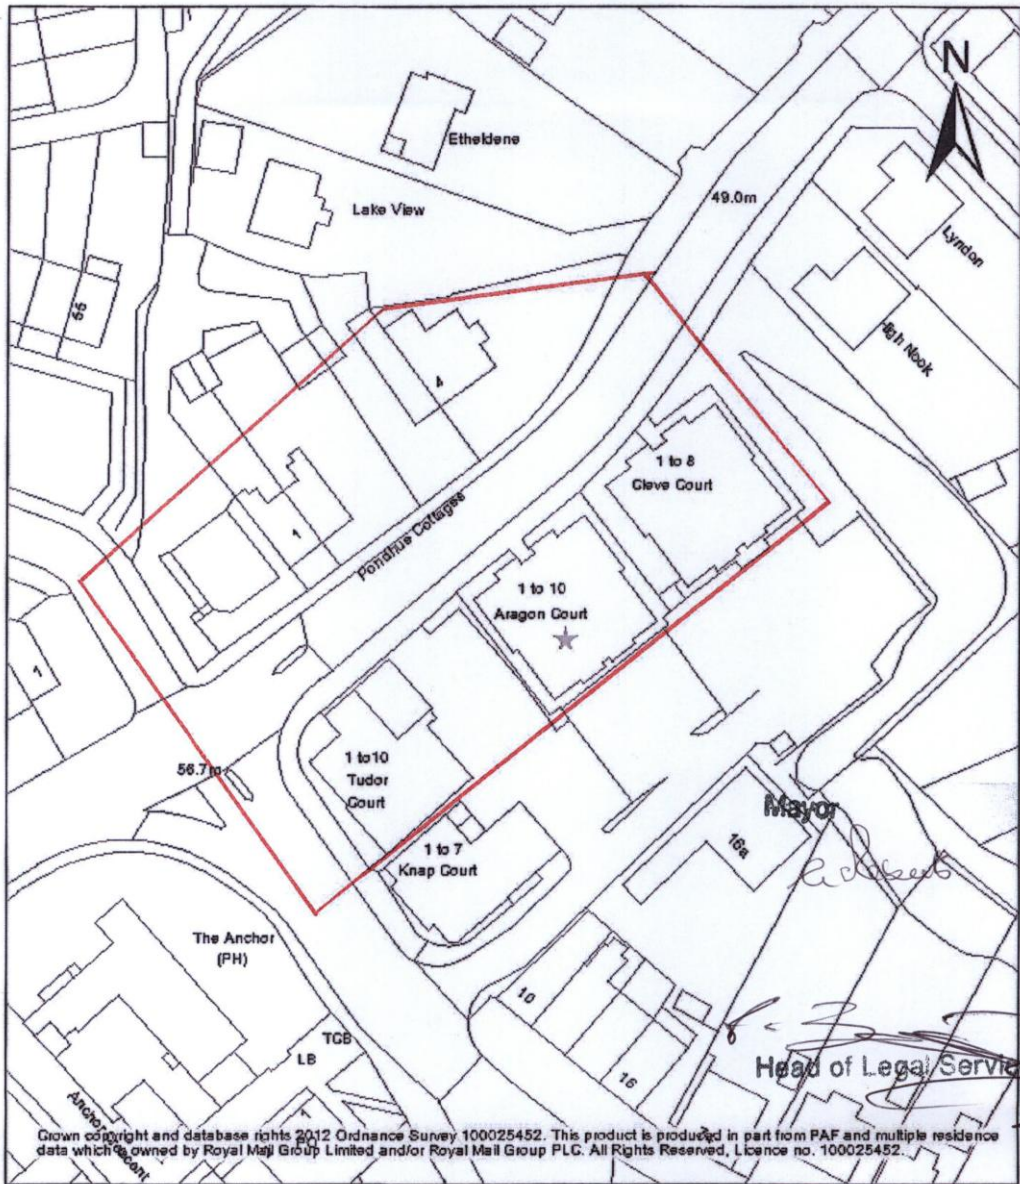 N
Etheldene
Lake View
49.0m
Lyndon
High Nook
55
4
1 to 8
Cleve Court
1
Pondhue Cottages
1 to 10
Aragon Court
1
56.7m
1 to10
Tudor
Court
Mayor
1 to 7
Knap Court
16a
The Anchor
(PH)
10
TCB
LB
16
Head of Legal Servic
1
Crown copyright and database rights 2012 Ordnance Survey 100025452. This product is produced in part from PAF and multiple residence
data which is owned by Royal Mail Group Limited and/or Royal Mail Group PLC. All Rights Reserved, Licence no. 100025452.